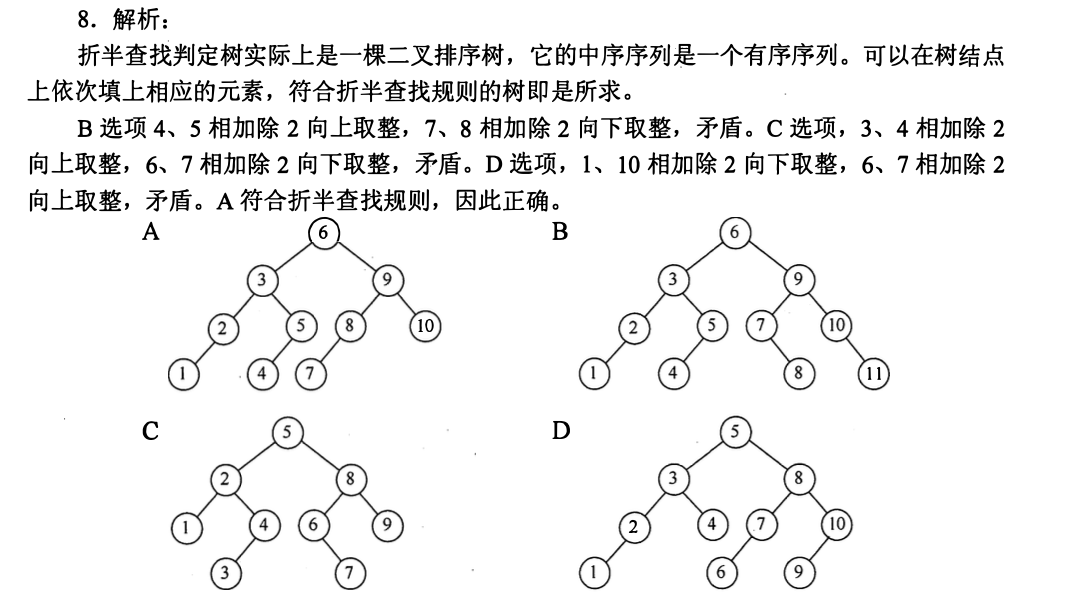 8．解析：
折半查找判定树实际上是一棵二叉排序树，它的中序序列是一个有序序列。可以在树结点
上依次填上相应的元素，符合折半查找规则的树即是所求。
B 选项 4、5 相加除 2 向上取整，7、8 相加除 2 向下取整，矛盾。C 选项，3、4 相加除 2
向上取整，6、7 相加除 2 向下取整，矛盾。D 选项，1、10 相加除 2 向下取整，6、7 相加除 2
向上取整，矛盾。A 符合折半查找规则，因此正确。
A
6
3 9
2 5 8 10
1 4 7
B
6
3 9
2 5 7 10
1 4 8 11
C
5
2 8
1 4 6 9
3 7
D
5
3 8
2 4 7 10
1 6 9